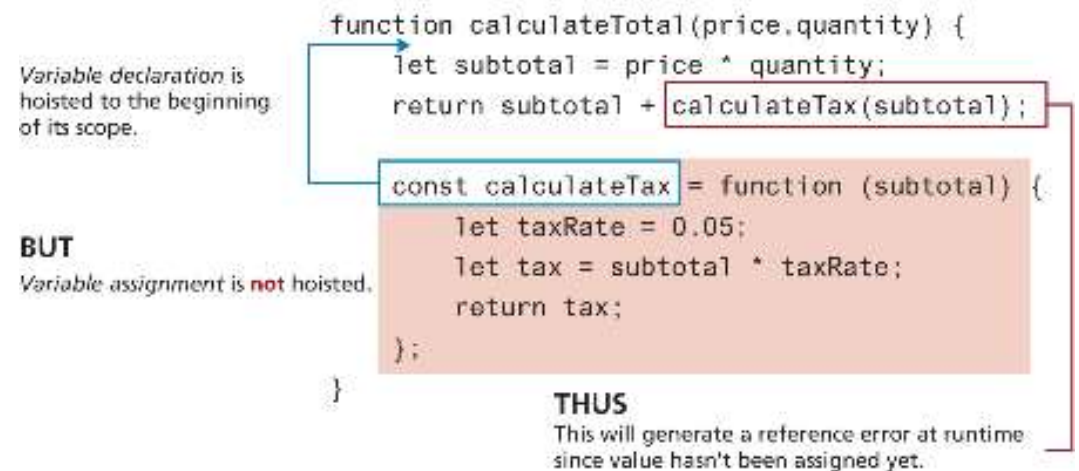 function calculateTotal(price.quantity) {
let subtotal = price * quantity;
return subtotal + calculateTax(subtotal);
Variable declaration is
hoisted to the beginning
of its scope.
const calculateTax = function (subtotal) {
let taxRate = 0.05;
let tax = subtotal * taxRate;
return tax;
};
}
BUT
Variable assignment is not hoisted.
THUS
This will generate a reference error at runtime
since value hasn't been assigned yet.